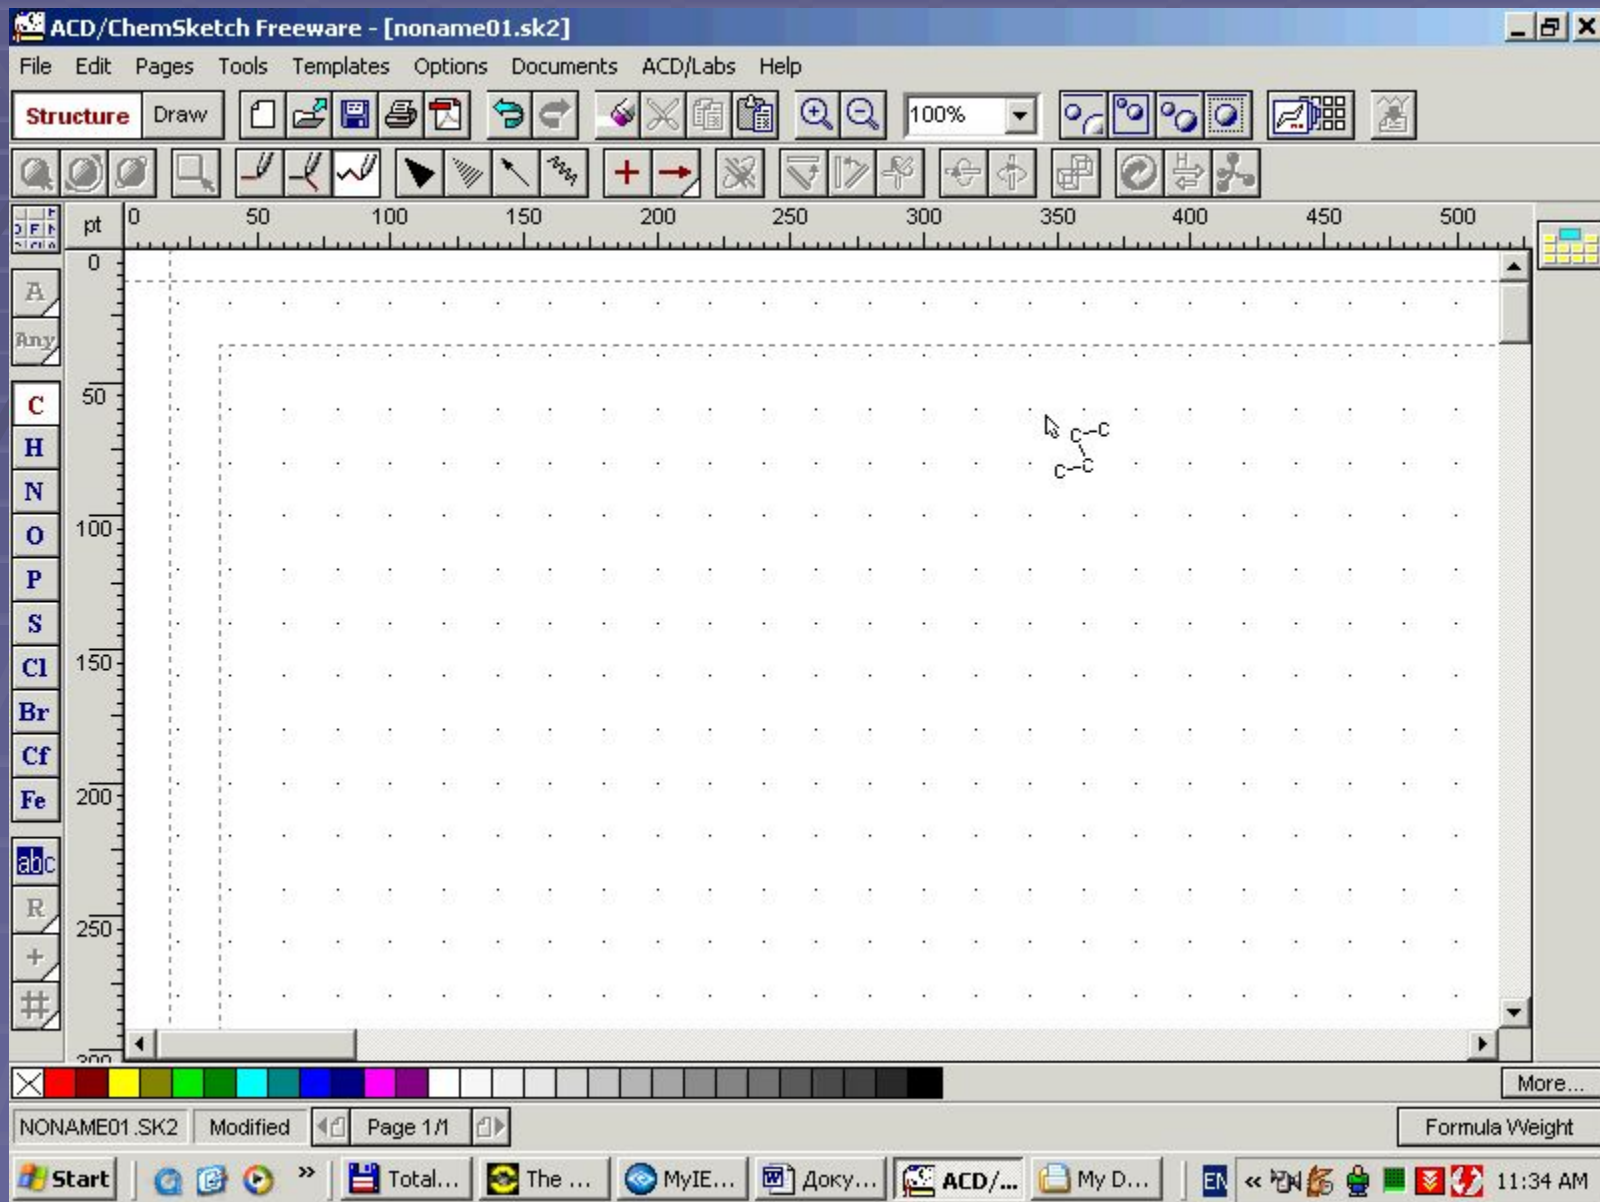 ACD/ChemSketch Freeware - [noname01.sk2]
File Edit Pages Tools Templates Options Documents ACD/Labs Help
Structure Draw 100%
pt 0 50 100 150 200 250 300 350 400 450 500
0
A
Any
50
C
C-C
H
C-C
N
100
O
P
S
150
Cl
Br
Cf
200
Fe
abc
R
250
+
#
300
More...
NONAME01.SK2 Modified Page 1/1 Formula Weight
Start » Total... The ... MyIE... Доку... ACD/... My D... EN « 11:34 AM